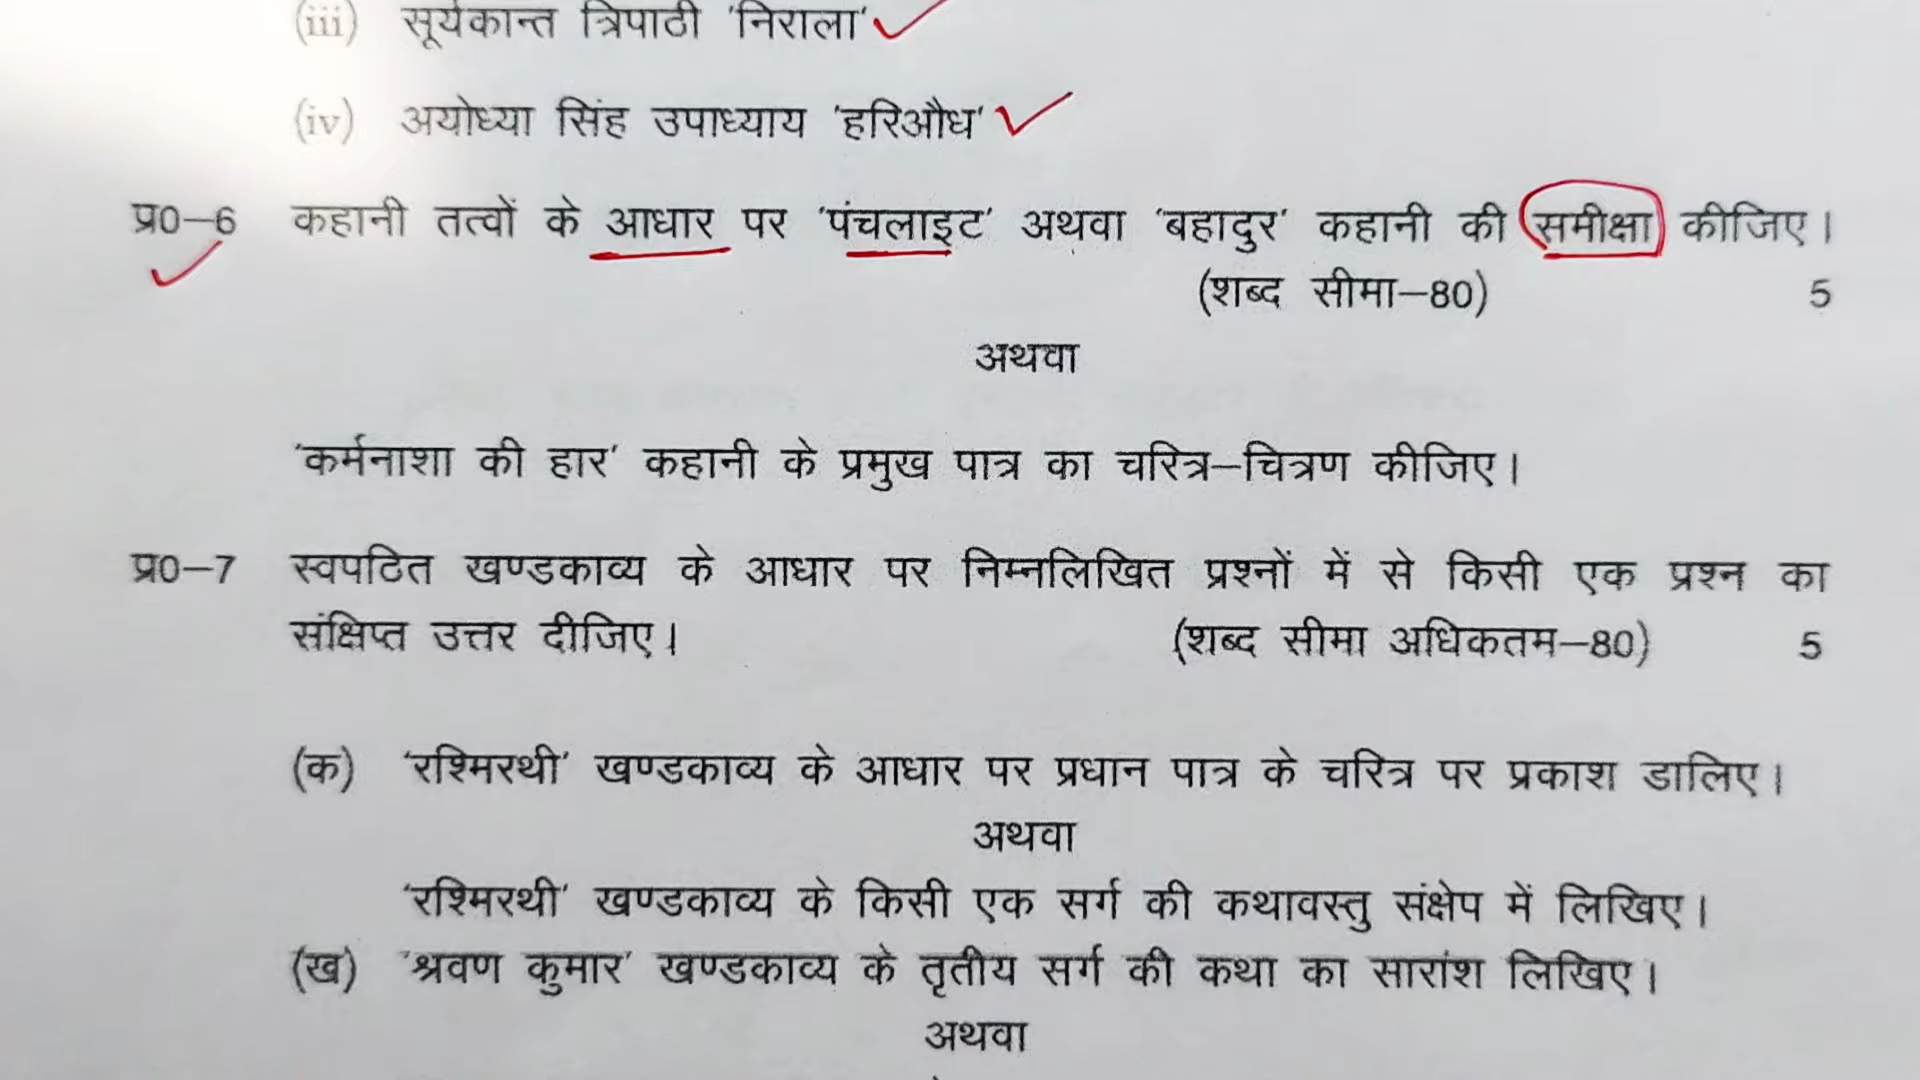 (iii) सूर्यकान्त त्रिपाठी 'निराला'
(iv) अयोध्या सिंह उपाध्याय 'हरिऔध'
प्र0–6 कहानी तत्वों के आधार पर 'पंचलाइट' अथवा 'बहादुर' कहानी की समीक्षा कीजिए।
(शब्द सीमा–80) 5
अथवा
'कर्मनाशा की हार' कहानी के प्रमुख पात्र का चरित्र–चित्रण कीजिए।
प्र0–7 स्वपठित खण्डकाव्य के आधार पर निम्नलिखित प्रश्नों में से किसी एक प्रश्न का
संक्षिप्त उत्तर दीजिए। (शब्द सीमा अधिकतम–80) 5
(क) 'रश्मिरथी' खण्डकाव्य के आधार पर प्रधान पात्र के चरित्र पर प्रकाश डालिए।
अथवा
'रश्मिरथी' खण्डकाव्य के किसी एक सर्ग की कथावस्तु संक्षेप में लिखिए।
(ख) 'श्रवण कुमार' खण्डकाव्य के तृतीय सर्ग की कथा का सारांश लिखिए।
अथवा